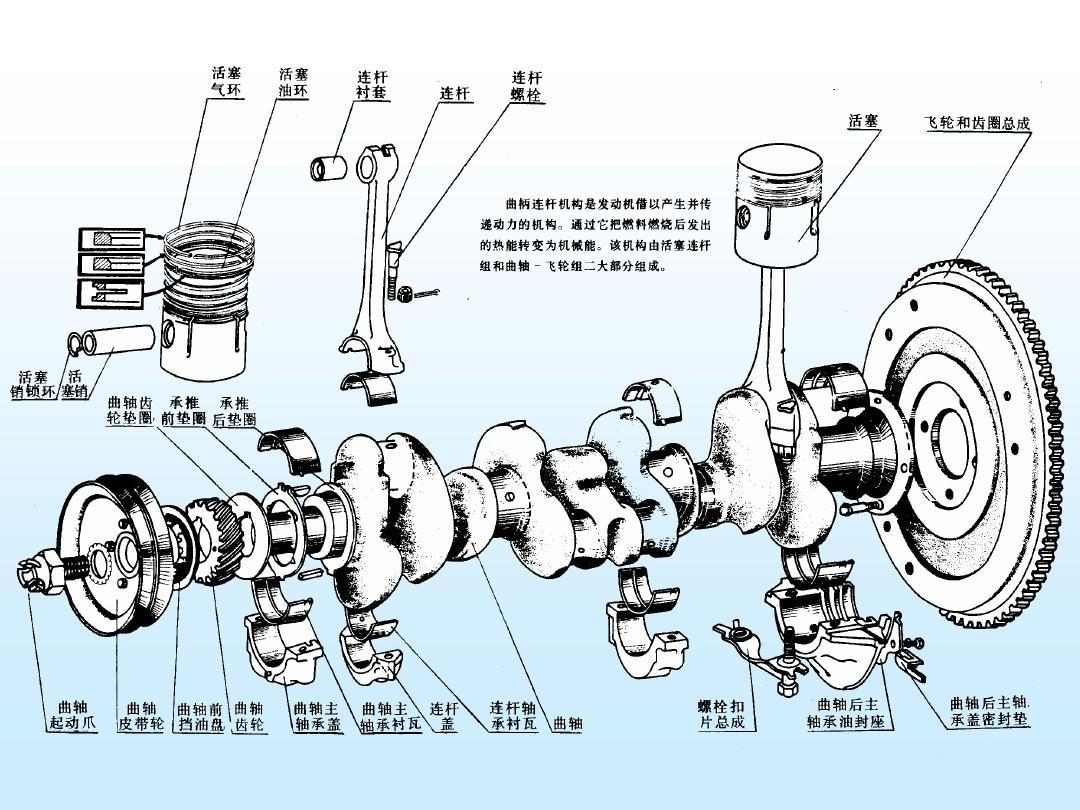 活塞
气环
活塞
油环
连杆
衬套
连杆
连杆
螺栓
活塞
飞轮和齿圈总成
曲柄连杆机构是发动机借以产生并传
递动力的机构。通过它把燃料燃烧后发出
的热能转变为机械能。该机构由活塞连杆
组和曲轴－飞轮组二大部分组成。
活塞
销锁环
活
塞销
曲轴齿
轮垫圈
承推
前垫圈
承推
后垫圈
曲轴
起动爪
曲轴
皮带轮
曲轴前
挡油盘
曲轴
齿轮
曲轴主
轴承盖
曲轴主
轴承衬瓦
连杆
盖
连杆轴
承衬瓦
曲轴
螺栓扣
片总成
曲轴后主
轴承油封座
曲轴后主轴
承盖密封垫